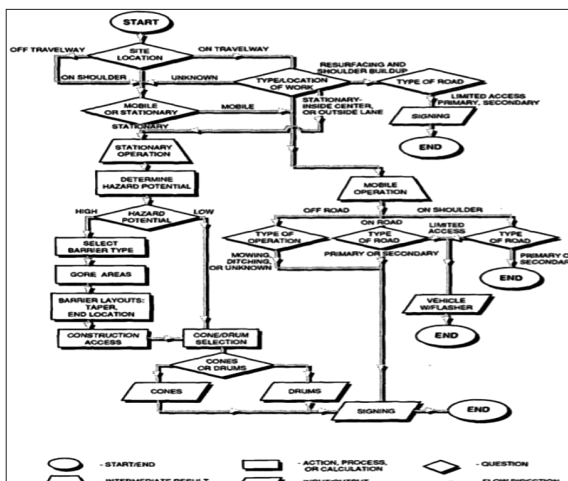 START
OFF TRAVELWAY
SITE
LOCATION
ON TRAVELWAY
ON SHOULDER
UNKNOWN
TYPE/LOCATION
OF WORK
RESURFACING AND
SHOULDER BUILDUP
TYPE OF ROAD
LIMITED ACCESS
PRIMARY, SECONDARY
SIGNING
END
MOBILE
OR STATIONARY
MOBILE
STATIONARY-
INSIDE CENTER,
OR OUTSIDE LANE
STATIONARY
STATIONARY
OPERATION
DETERMINE
HAZARD POTENTIAL
HIGH
HAZARD
POTENTIAL
LOW
SELECT
BARRIER TYPE
GORE AREAS
BARRIER LAYOUTS:
TAPER,
END LOCATION
CONSTRUCTION
ACCESS
CONE/DRUM
SELECTION
CONES
OR DRUMS
CONES
DRUMS
SIGNING
END
MOBILE
OPERATION
OFF ROAD
ON ROAD
ON SHOULDER
TYPE OF
OPERATION
TYPE OF
ROAD
LIMITED
ACCESS
TYPE OF
ROAD
MOWING,
DITCHING,
OR UNKNOWN
PRIMARY OR SECONDARY
PRIMARY O
SECONDARY
END
VEHICLE
W/FLASHER
END
- START/END
- ACTION, PROCESS,
OR CALCULATION
- QUESTION